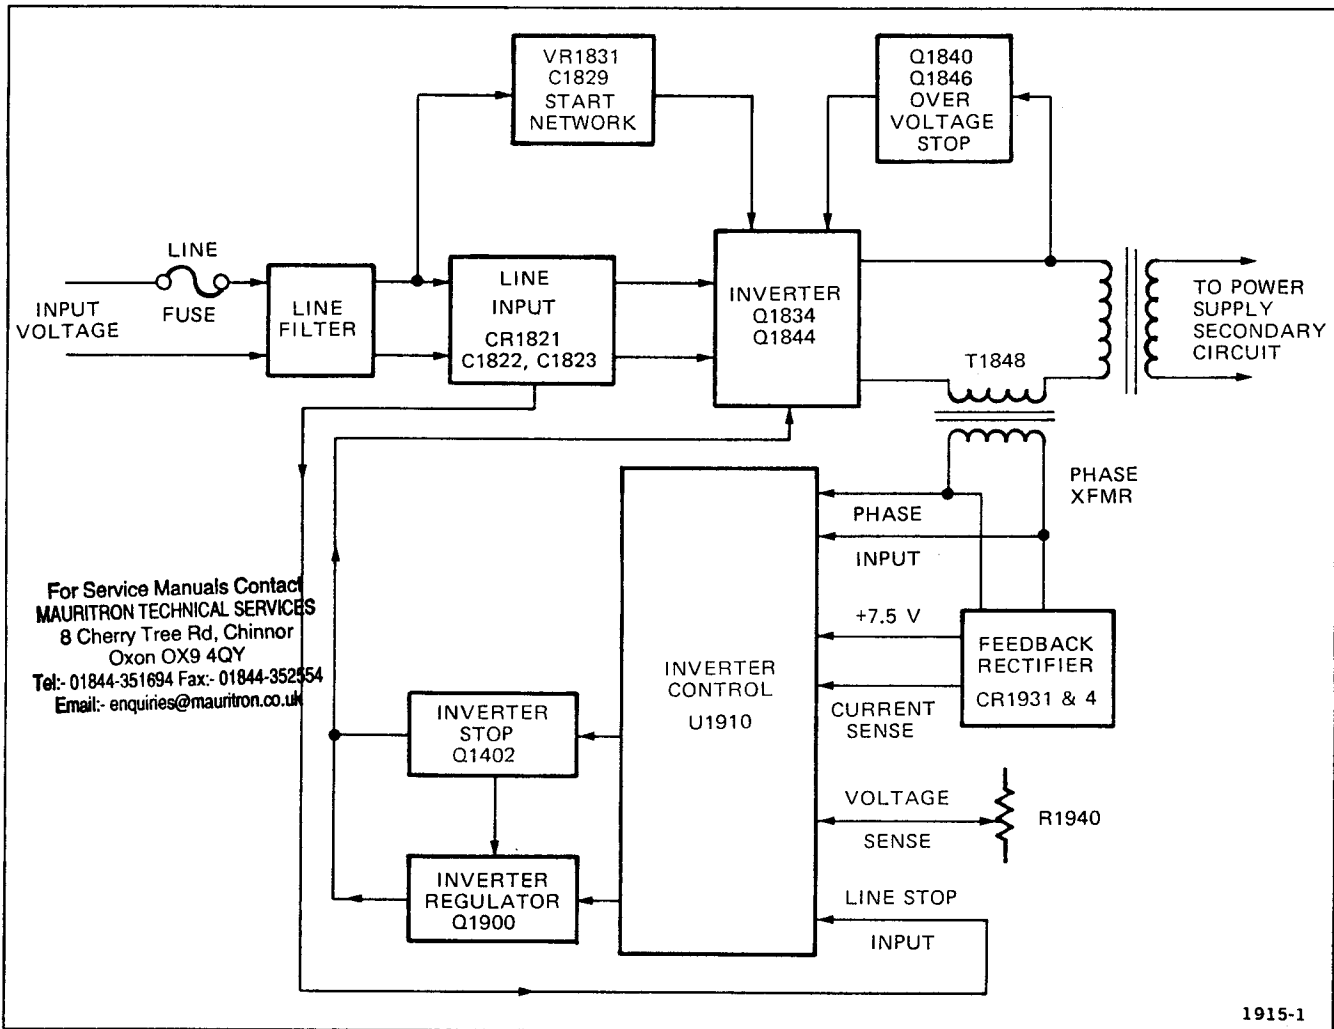 VR1831
C1829
START
NETWORK
Q1840
Q1846
OVER
VOLTAGE
STOP
LINE
FUSE
INPUT
VOLTAGE
LINE
FILTER
LINE
INPUT
CR1821
C1822, C1823
INVERTER
Q1834
Q1844
TO POWER
SUPPLY
SECONDARY
CIRCUIT
T1848
PHASE
XFMR
PHASE
INPUT
+7.5 V
CURRENT
SENSE
FEEDBACK
RECTIFIER
CR1931 & 4
INVERTER
CONTROL
U1910
For Service Manuals Contact
MAURITRON TECHNICAL SERVICES
8 Cherry Tree Rd, Chinnor
Oxon OX9 4QY
Tel:- 01844-351694 Fax:- 01844-352554
Email:- enquiries@mauritron.co.uk
INVERTER
STOP
Q1402
INVERTER
REGULATOR
Q1900
VOLTAGE
SENSE
R1940
LINE STOP
INPUT
1915-1